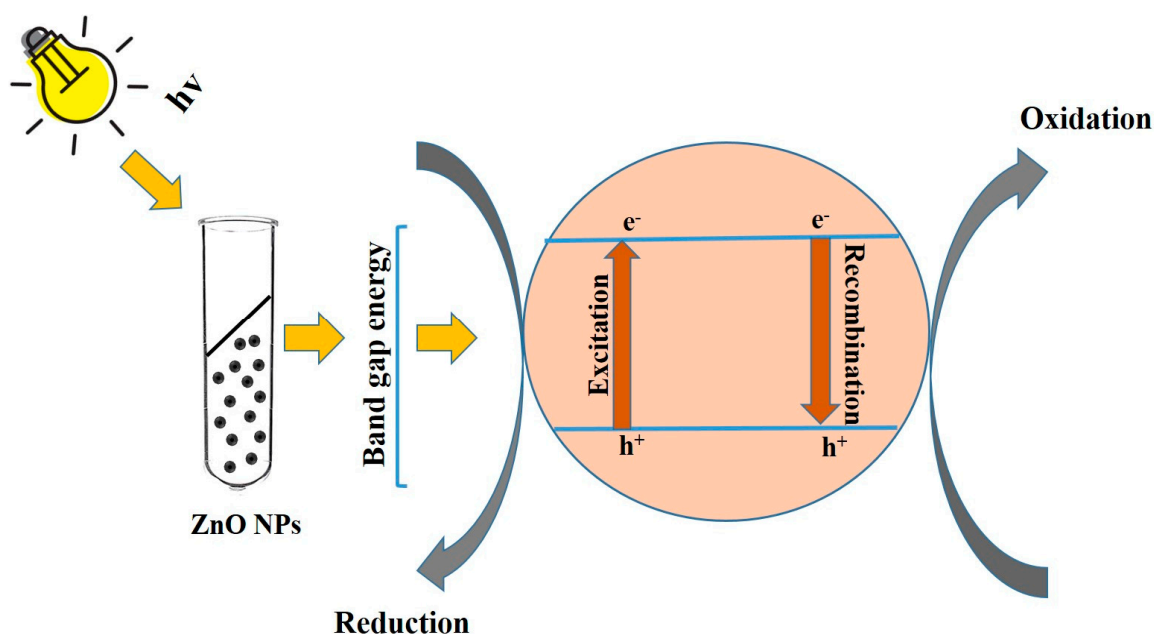 hv
Oxidation
e⁻
e⁻
Band gap energy
Excitation
Recombination
h⁺
h⁺
ZnO NPs
Reduction